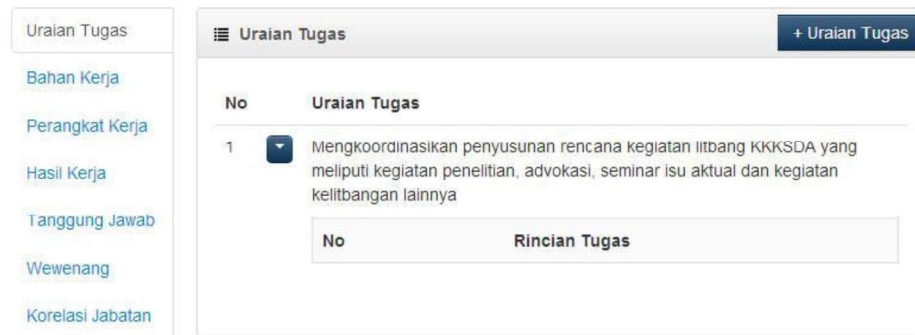 Uraian Tugas
Bahan Kerja
Perangkat Kerja
Hasil Kerja
Tanggung Jawab
Wewenang
Korelasi Jabatan
Uraian Tugas
+ Uraian Tugas
No Uraian Tugas
1 Mengkoordinasikan penyusunan rencana kegiatan litbang KKKSDA yang
meliputi kegiatan penelitian, advokasi, seminar isu aktual dan kegiatan
kelitbangan lainnya
No Rincian Tugas